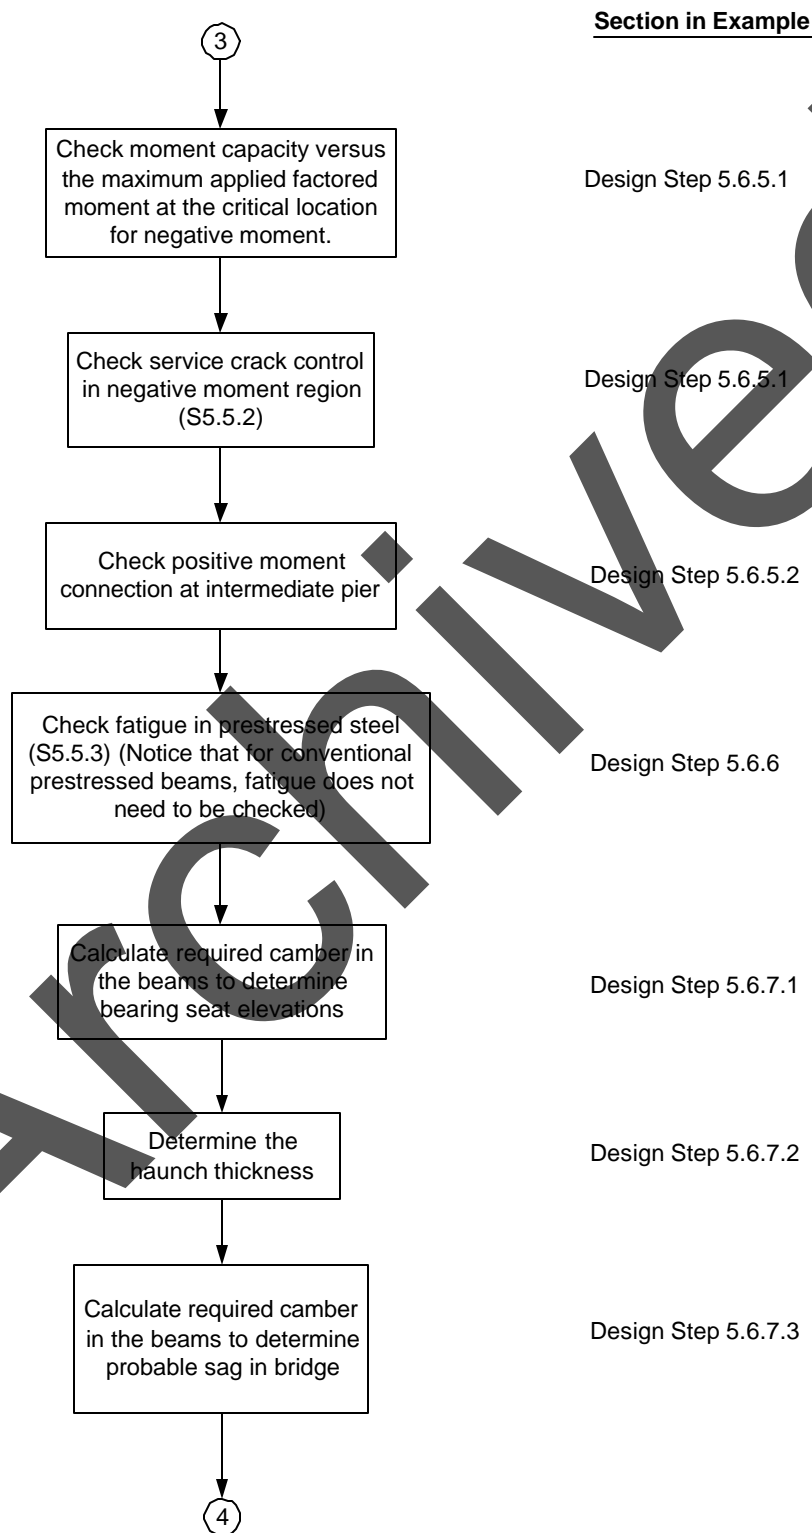 Section in Example
3
Check moment capacity versus
the maximum applied factored
moment at the critical location
for negative moment.
Design Step 5.6.5.1
Check service crack control
in negative moment region
(S5.5.2)
Design Step 5.6.5.1
Check positive moment
connection at intermediate pier
Design Step 5.6.5.2
Check fatigue in prestressed steel
(S5.5.3) (Notice that for conventional
prestressed beams, fatigue does not
need to be checked)
Design Step 5.6.6
Calculate required camber in
the beams to determine
bearing seat elevations
Design Step 5.6.7.1
Determine the
haunch thickness
Design Step 5.6.7.2
Calculate required camber
in the beams to determine
probable sag in bridge
Design Step 5.6.7.3
4